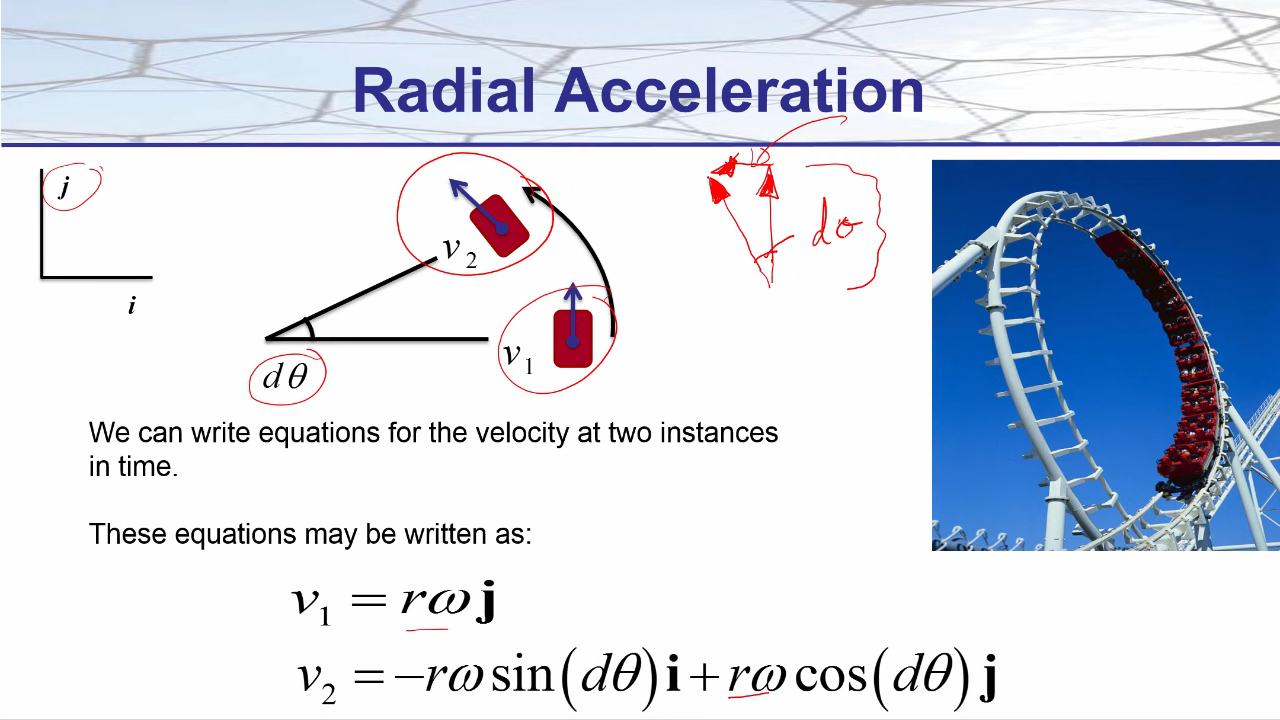 Radial Acceleration
j
i
v₂
v₁
dθ
dθ
We can write equations for the velocity at two instances
in time.
These equations may be written as:
v₁ = rω j
v₂ = −rω sin(dθ) i + rω cos(dθ) j